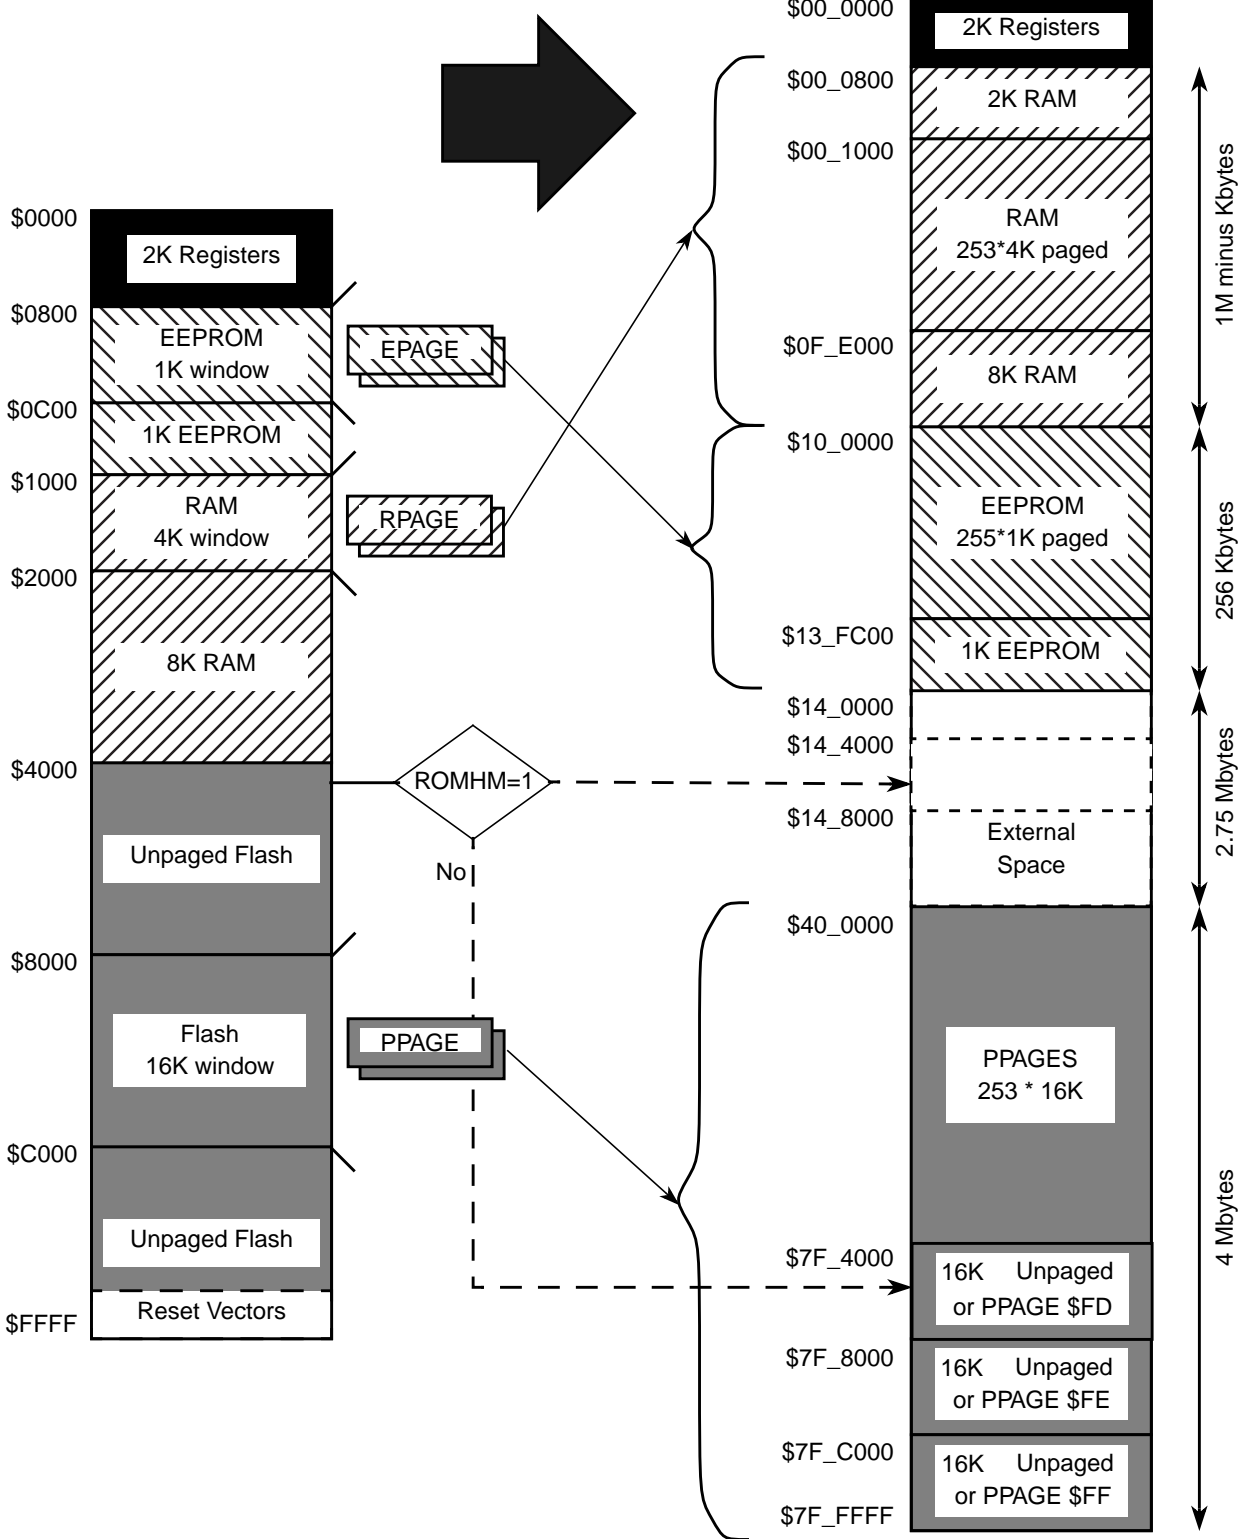 $0000
2K Registers
$0800
EEPROM
1K window
$0C00
1K EEPROM
$1000
RAM
4K window
$2000
8K RAM
$4000
Unpaged Flash
$8000
Flash
16K window
$C000
Unpaged Flash
Reset Vectors
$FFFF
EPAGE
RPAGE
ROMHM=1
No
PPAGE
$00_0000
2K Registers
$00_0800
2K RAM
$00_1000
RAM
253*4K paged
$0F_E000
8K RAM
$10_0000
EEPROM
255*1K paged
$13_FC00
1K EEPROM
$14_0000
$14_4000
$14_8000
External
Space
$40_0000
PPAGES
253 * 16K
$7F_4000
16K Unpaged
or PPAGE $FD
$7F_8000
16K Unpaged
or PPAGE $FE
$7F_C000
16K Unpaged
or PPAGE $FF
$7F_FFFF
1M minus Kbytes
256 Kbytes
2.75 Mbytes
4 Mbytes